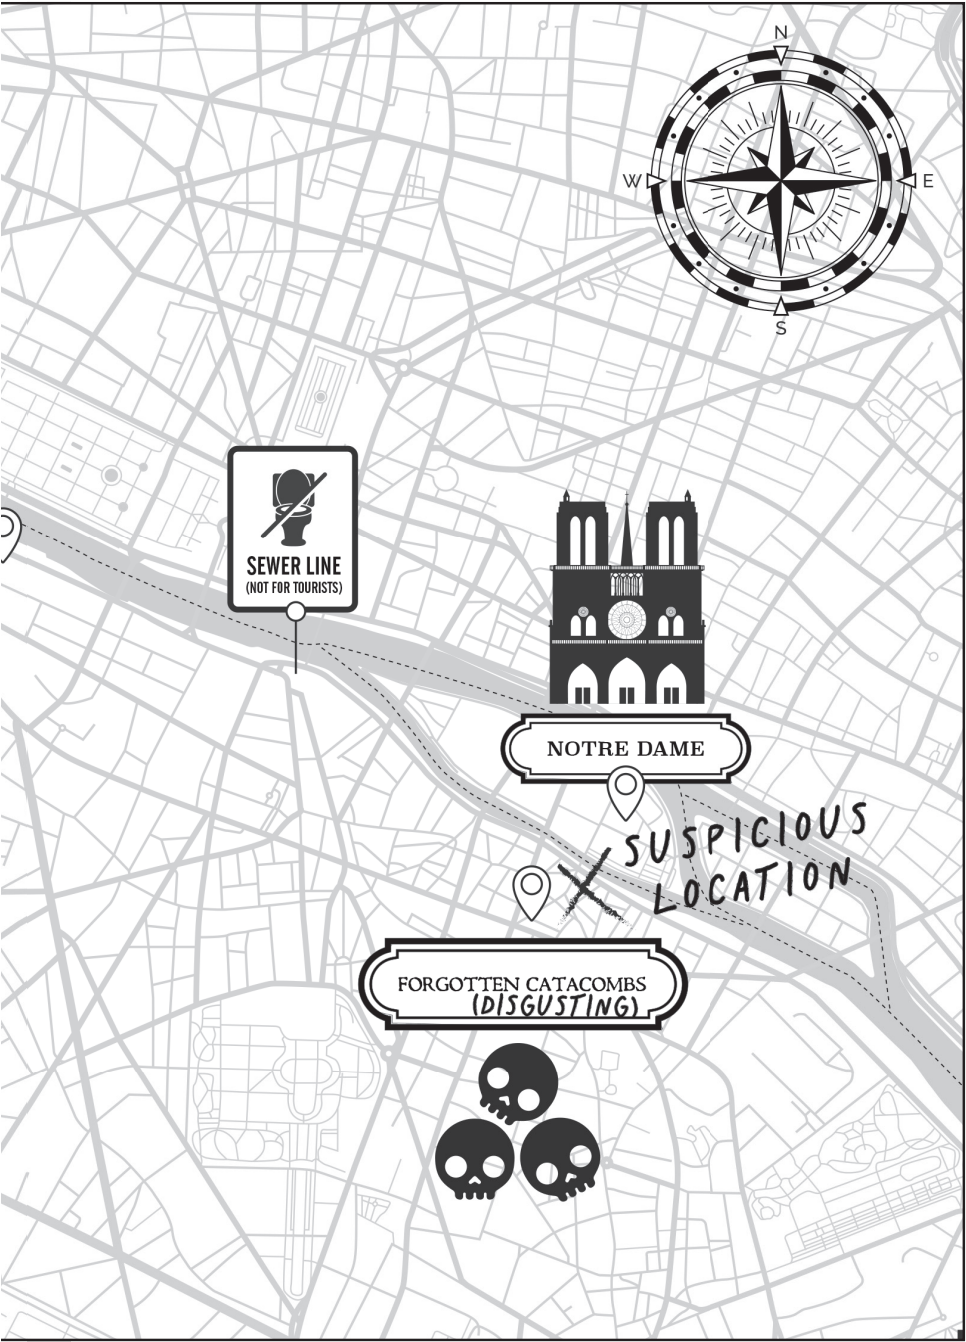 N
W E
S
SEWER LINE
(NOT FOR TOURISTS)
NOTRE DAME
SUSPICIOUS
LOCATION
FORGOTTEN CATACOMBS
(DISGUSTING)